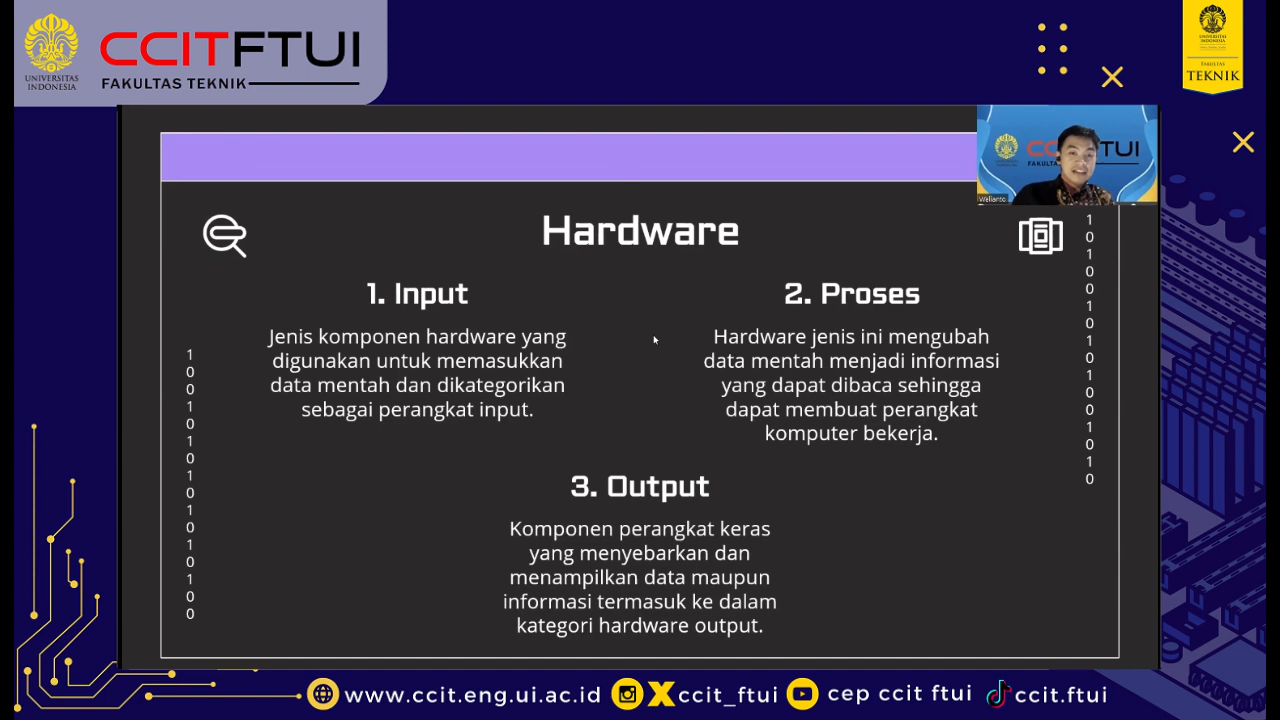 UNIVERSITAS
INDONESIA
CCITFTUI
FAKULTAS TEKNIK
FAKULTAS
TEKNIK
Welianto
Hardware
1. Input
Jenis komponen hardware yang
digunakan untuk memasukkan
data mentah dan dikategorikan
sebagai perangkat input.
2. Proses
Hardware jenis ini mengubah
data mentah menjadi informasi
yang dapat dibaca sehingga
dapat membuat perangkat
komputer bekerja.
3. Output
Komponen perangkat keras
yang menyebarkan dan
menampilkan data maupun
informasi termasuk ke dalam
kategori hardware output.
1
0
0
1
0
1
0
1
0
1
0
1
0
1
0
0
1
0
1
0
0
1
0
1
0
1
0
0
1
0
1
0
www.ccit.eng.ui.ac.id
ccit_ftui
cep ccit ftui
ccit.ftui